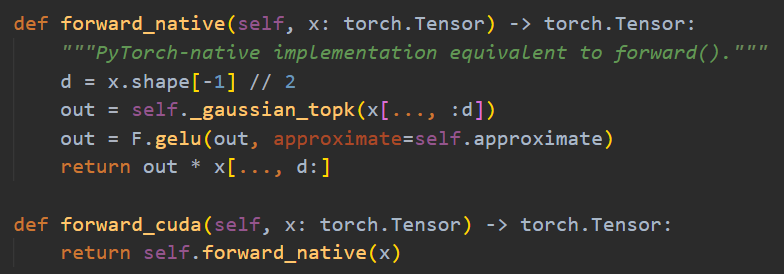 def forward_native(self, x: torch.Tensor) -> torch.Tensor:
    """PyTorch-native implementation equivalent to forward()."""
    d = x.shape[-1] // 2
    out = self._gaussian_topk(x[..., :d])
    out = F.gelu(out, approximate=self.approximate)
    return out * x[..., d:]

def forward_cuda(self, x: torch.Tensor) -> torch.Tensor:
    return self.forward_native(x)